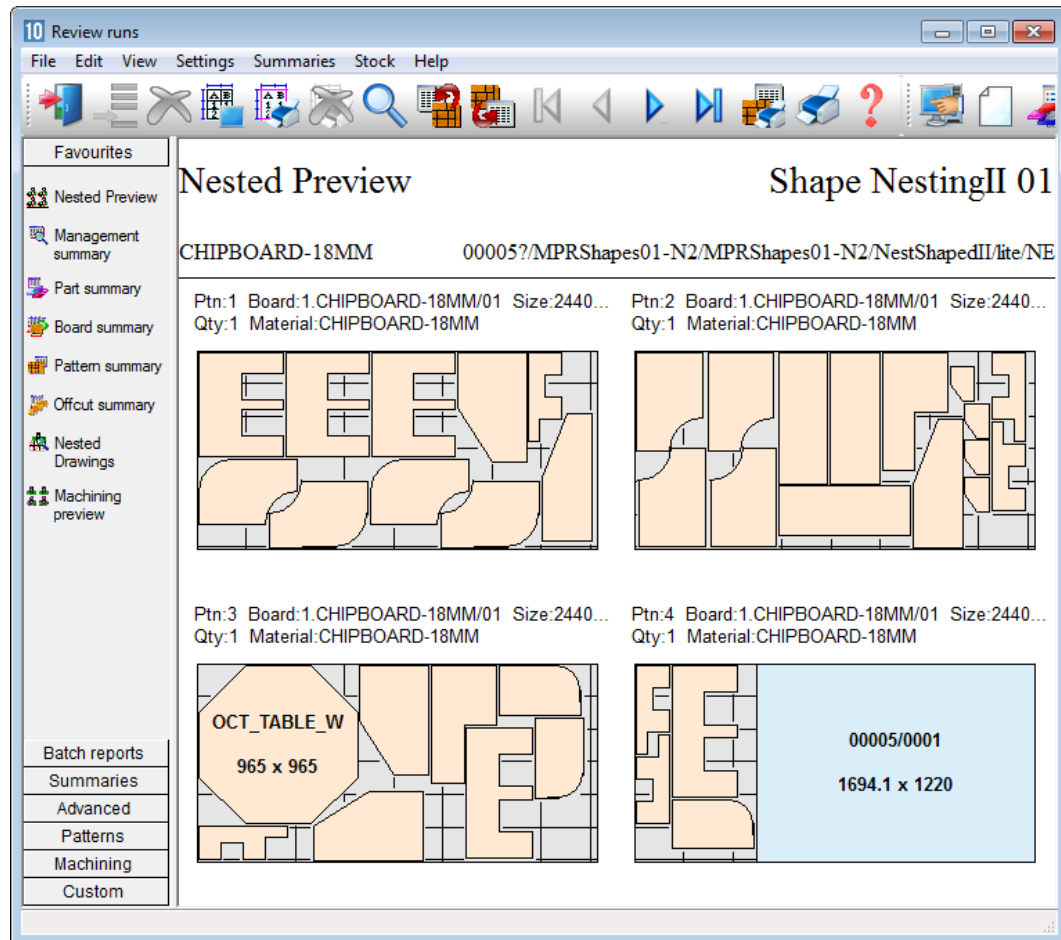 10 Review runs
File Edit View Settings Summaries Stock Help
Favourites
Nested Preview
Management
summary
Part summary
Board summary
Pattern summary
Offcut summary
Nested
Drawings
Machining
preview
Batch reports
Summaries
Advanced
Patterns
Machining
Custom
Nested Preview Shape NestingII 01
CHIPBOARD-18MM 00005?/MPRShapes01-N2/MPRShapes01-N2/NestShapedII/lite/NE
Ptn:1 Board:1.CHIPBOARD-18MM/01 Size:2440...
Qty:1 Material:CHIPBOARD-18MM
Ptn:2 Board:1.CHIPBOARD-18MM/01 Size:2440...
Qty:1 Material:CHIPBOARD-18MM
Ptn:3 Board:1.CHIPBOARD-18MM/01 Size:2440...
Qty:1 Material:CHIPBOARD-18MM
OCT_TABLE_W
965 x 965
Ptn:4 Board:1.CHIPBOARD-18MM/01 Size:2440...
Qty:1 Material:CHIPBOARD-18MM
00005/0001
1694.1 x 1220